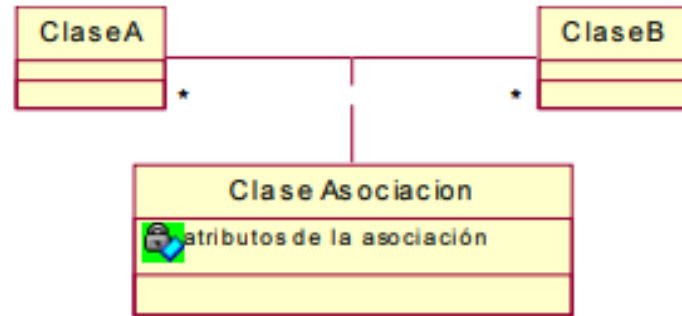 ClaseA
ClaseB
*
*
Clase Asociacion
atributos de la asociación